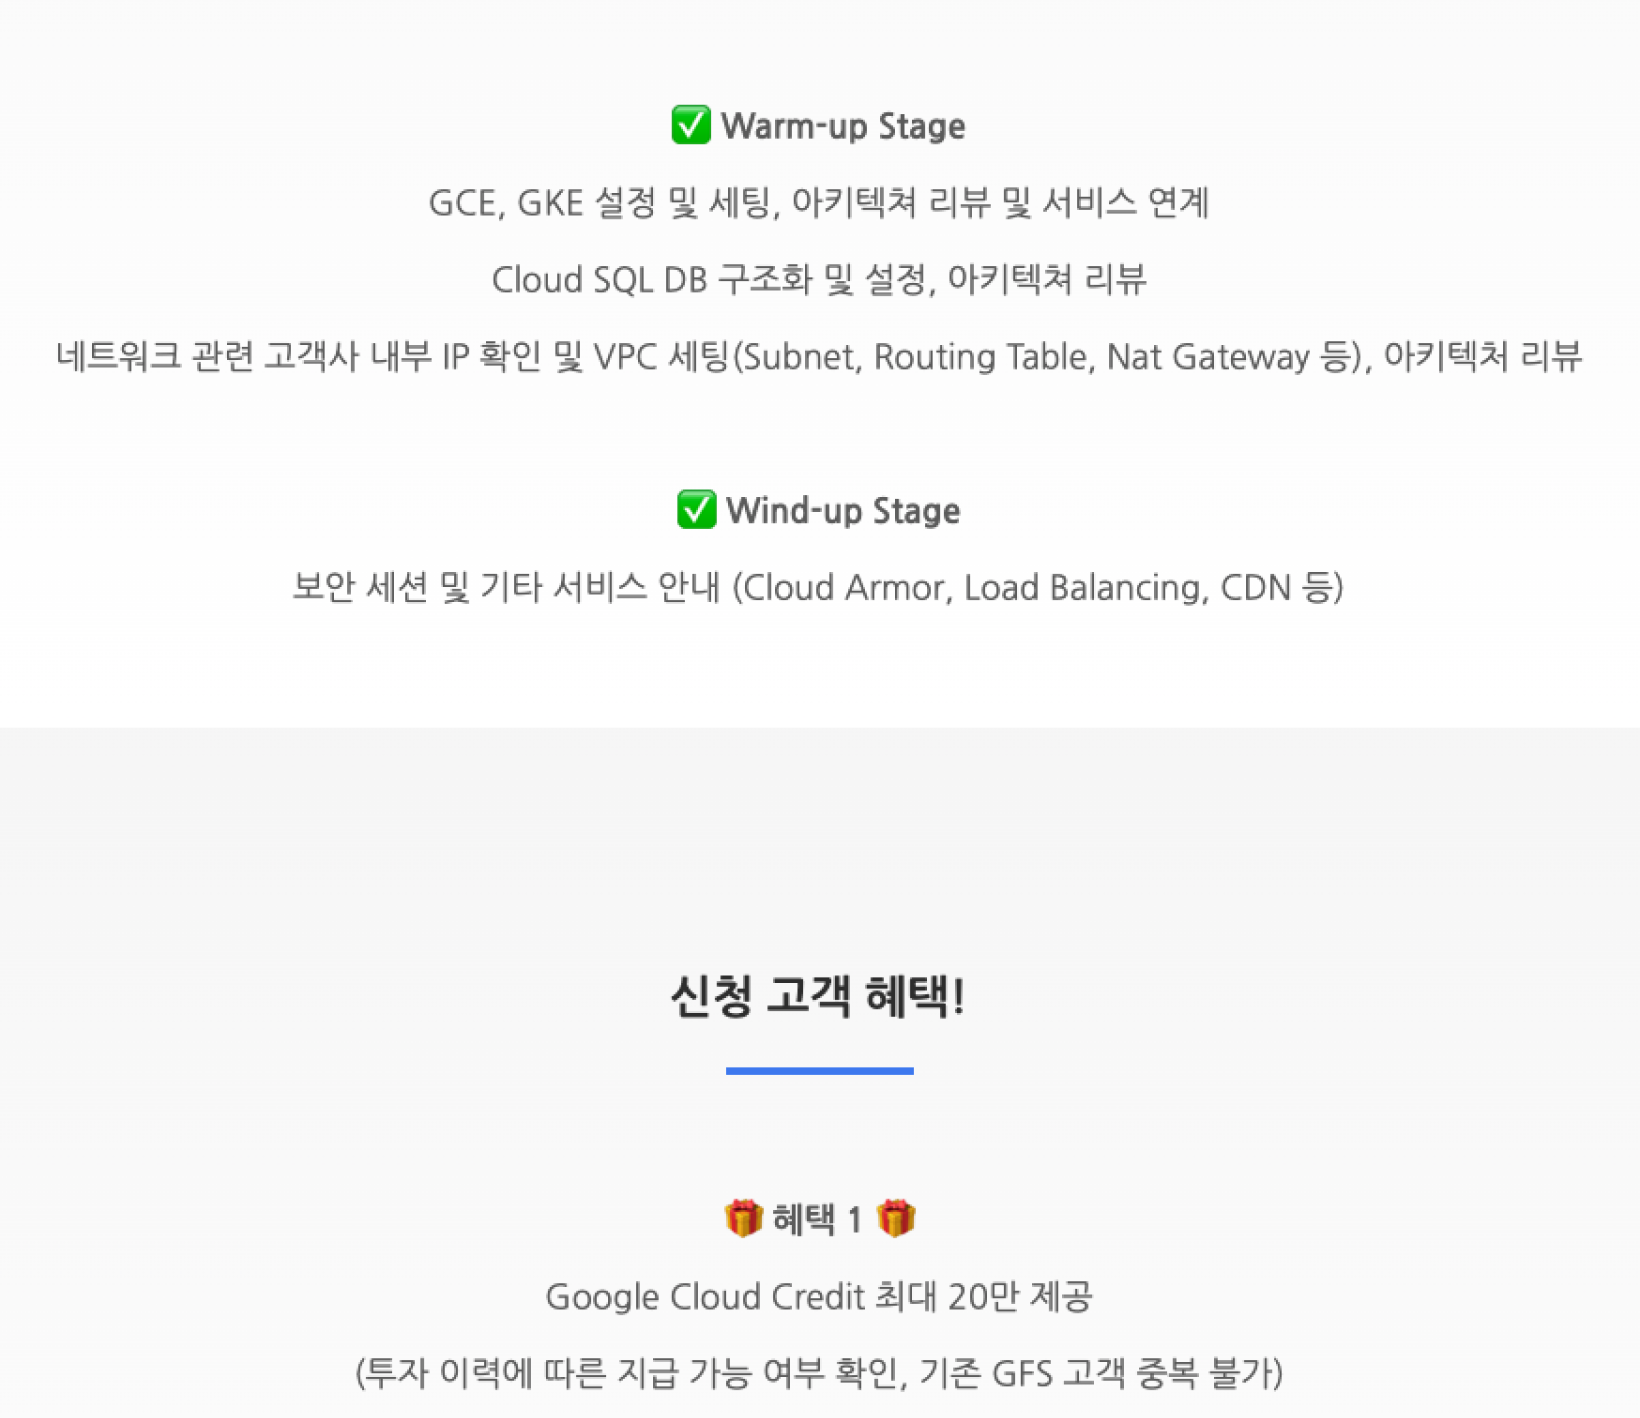 ✅ Warm-up Stage
GCE, GKE 설정 및 세팅, 아키텍쳐 리뷰 및 서비스 연계
Cloud SQL DB 구조화 및 설정, 아키텍쳐 리뷰
네트워크 관련 고객사 내부 IP 확인 및 VPC 세팅(Subnet, Routing Table, Nat Gateway 등), 아키텍처 리뷰
✅ Wind-up Stage
보안 세션 및 기타 서비스 안내 (Cloud Armor, Load Balancing, CDN 등)
신청 고객 혜택!
🎁 혜택 1 🎁
Google Cloud Credit 최대 20만 제공
(투자 이력에 따른 지급 가능 여부 확인, 기존 GFS 고객 중복 불가)